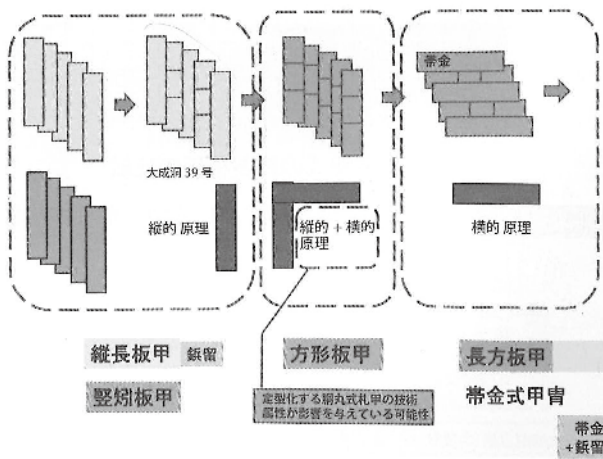 帯金
大成洞 39 号
縦的 原理
縦的 + 横的
原理
横的 原理
縦長板甲
鋲留
方形板甲
長方板甲
竪矧板甲
帯金式甲冑
定型化する胴丸式札甲の技術
属性が影響を与えている可能性
帯金
+鋲留